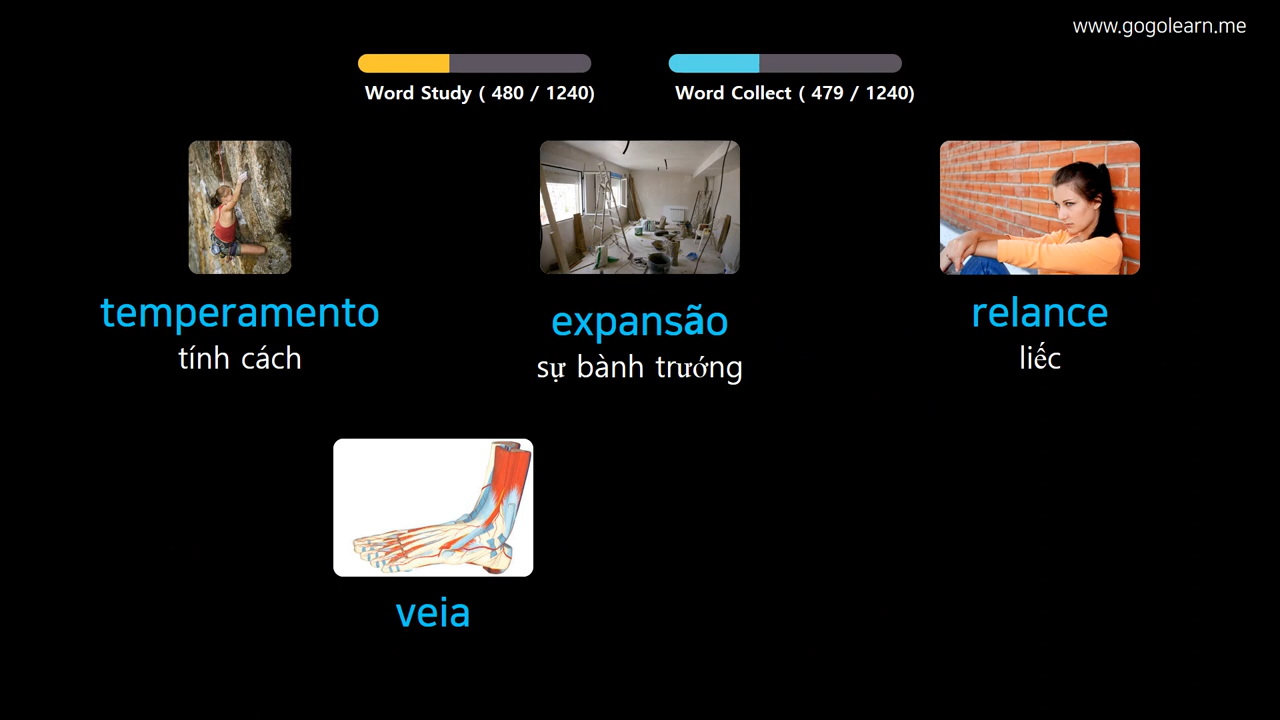 www.gogolearn.me
Word Study ( 480 / 1240)
Word Collect ( 479 / 1240)
temperamento
tính cách
expansão
sự bành trướng
relance
liếc
veia